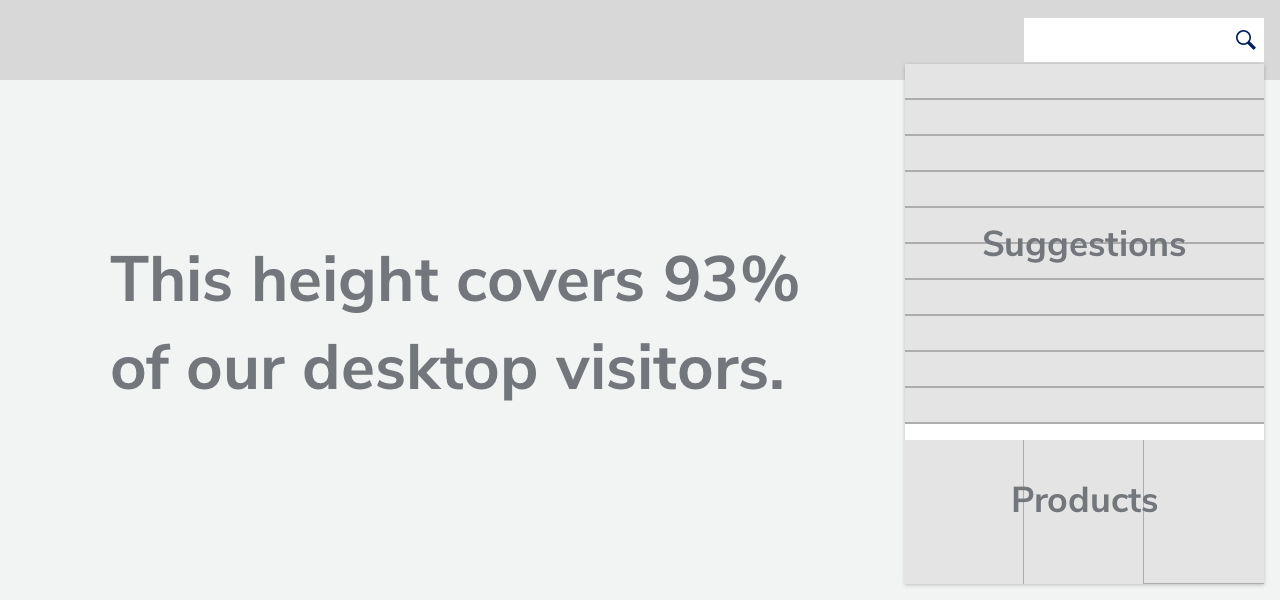 Suggestions
This height covers 93%
of our desktop visitors.
Products